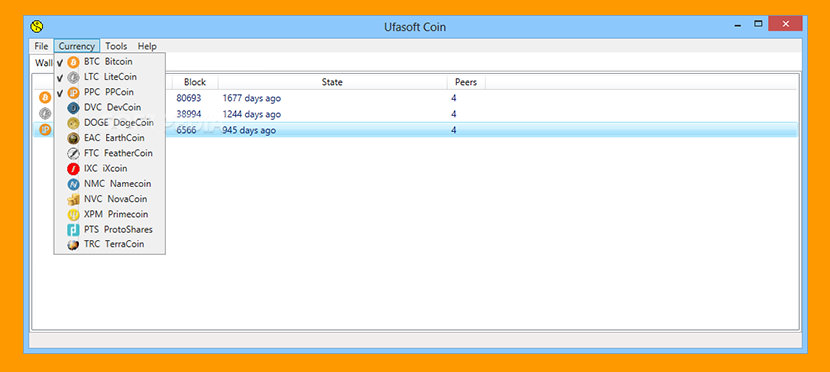 Ufasoft Coin
File Currency Tools Help
Wall
Block State Peers
BTC Bitcoin
LTC LiteCoin
PPC PPCoin
DVC DevCoin
DOGE DogeCoin
EAC EarthCoin
FTC FeatherCoin
IXC iXcoin
NMC Namecoin
NVC NovaCoin
XPM Primecoin
PTS ProtoShares
TRC TerraCoin
80693 1677 days ago 4
38994 1244 days ago 4
6566 945 days ago 4